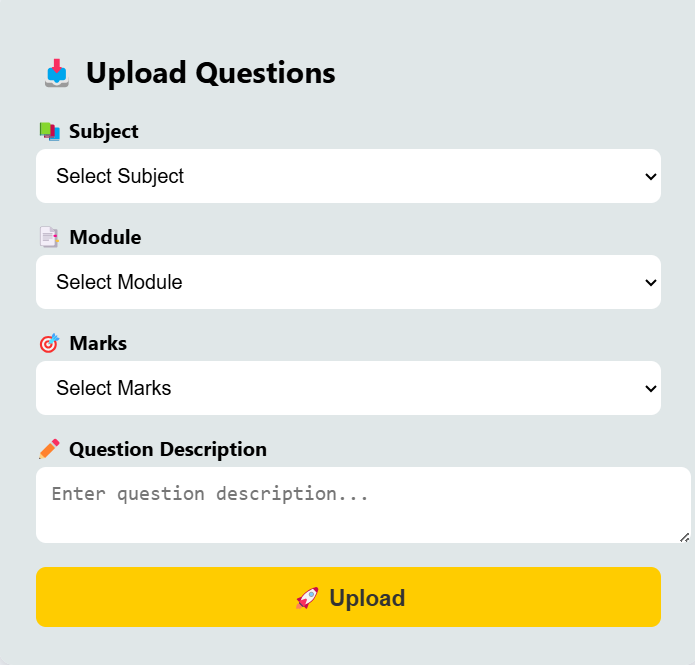 📥 Upload Questions
📚 Subject
Select Subject
📑 Module
Select Module
🎯 Marks
Select Marks
✏️ Question Description
Enter question description...
🚀 Upload